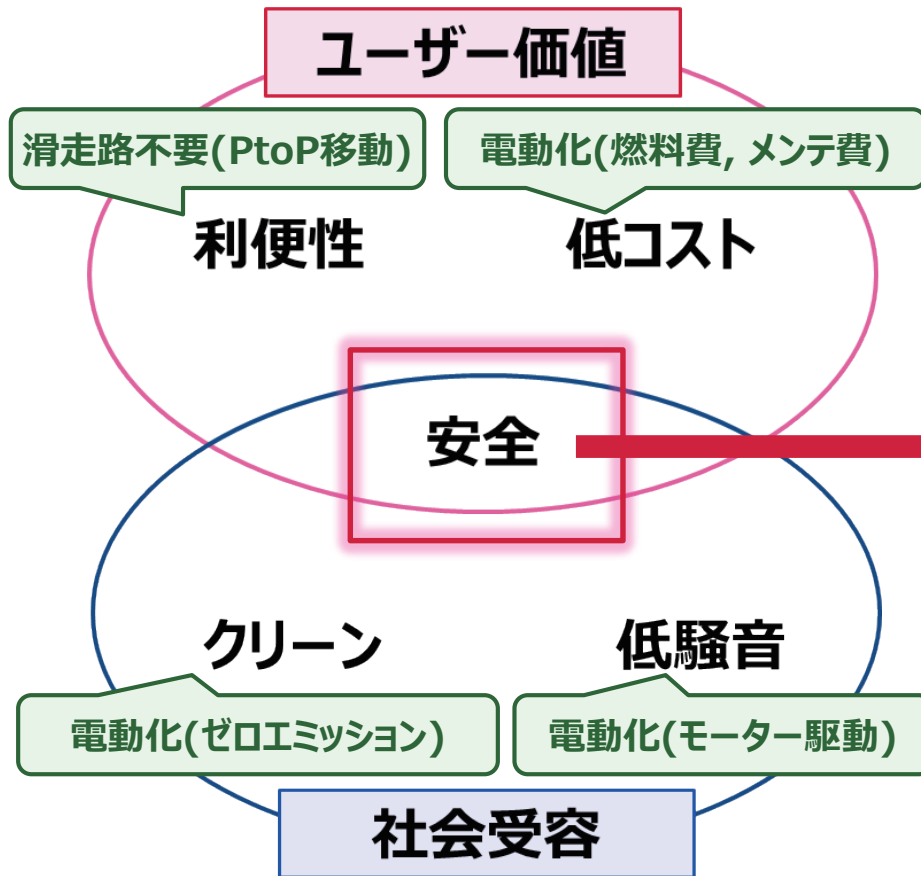 ユーザー価値
滑走路不要(PtoP移動)
電動化(燃料費, メンテ費)
利便性
低コスト
安全
クリーン
低騒音
電動化(ゼロエミッション)
電動化(モーター駆動)
社会受容